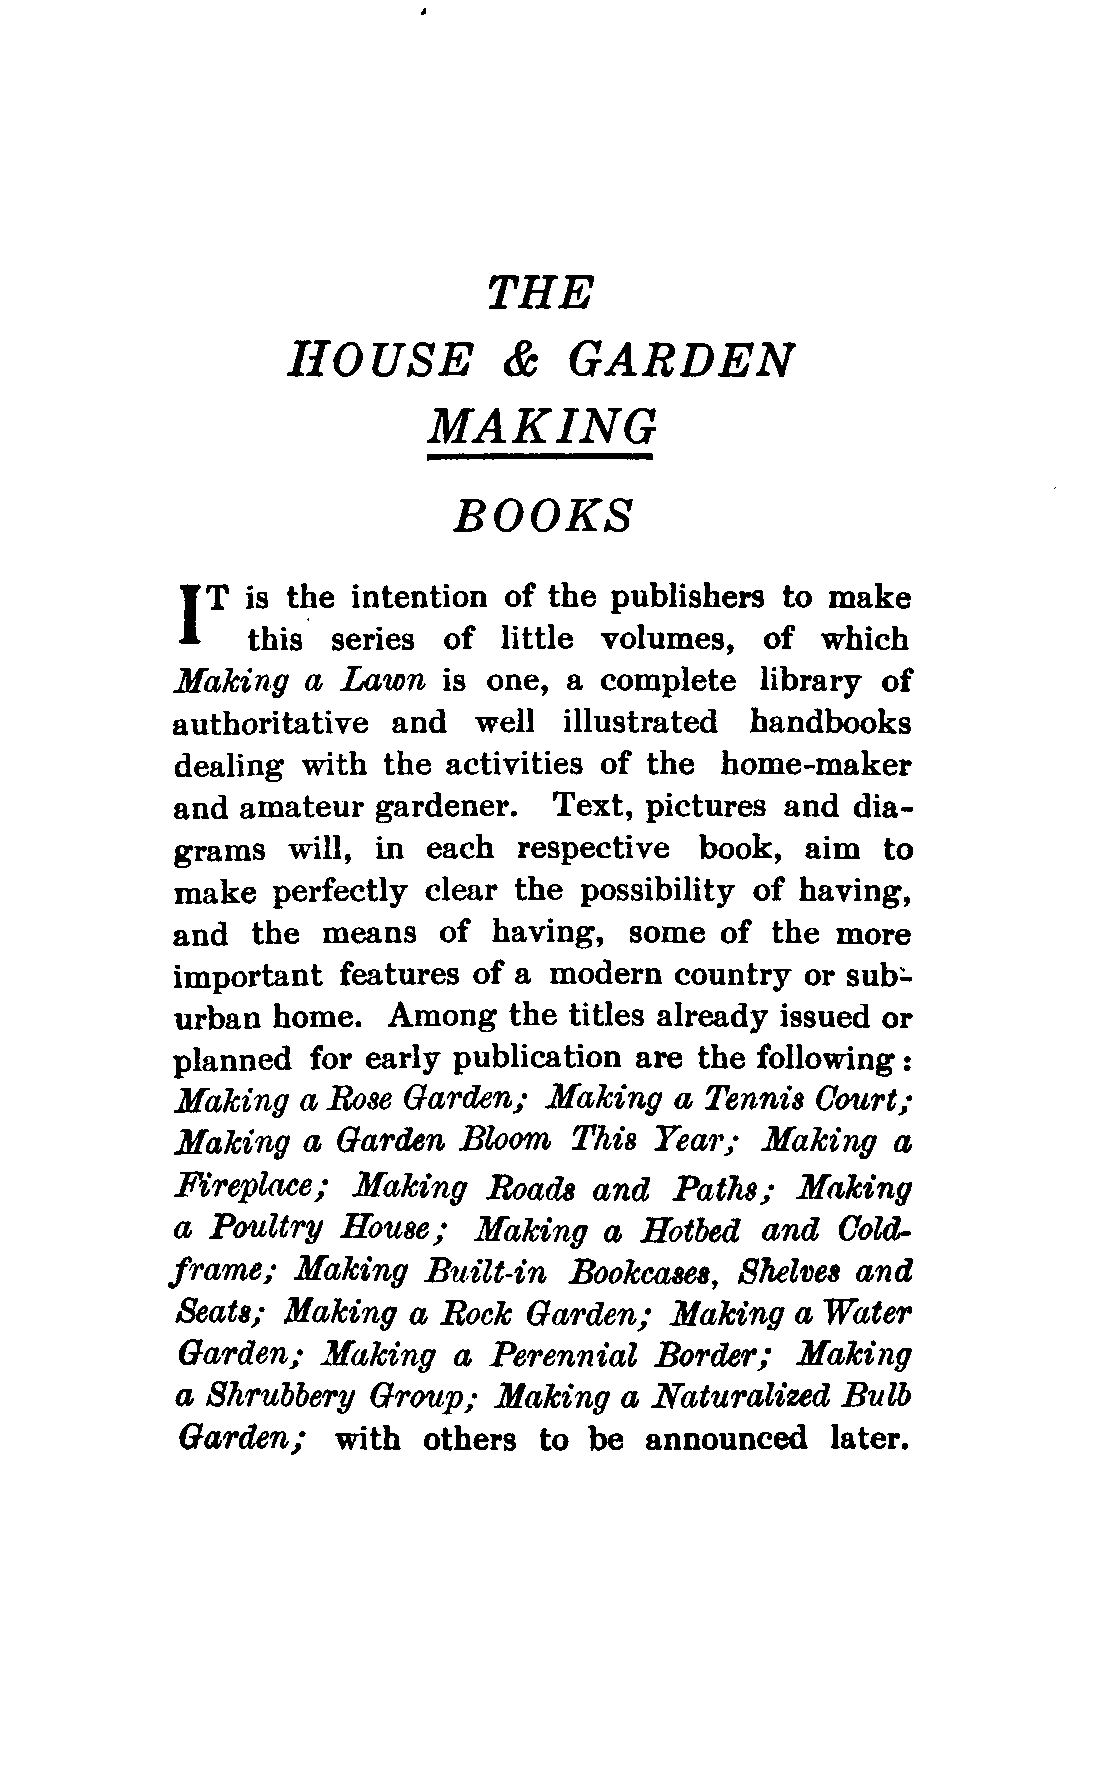 THE
HOUSE & GARDEN
MAKING
BOOKS
IT is the intention of the publishers to make
this series of little volumes, of which
Making a Lawn is one, a complete library of
authoritative and well illustrated handbooks
dealing with the activities of the home-maker
and amateur gardener. Text, pictures and dia-
grams will, in each respective book, aim to
make perfectly clear the possibility of having,
and the means of having, some of the more
important features of a modern country or sub-
urban home. Among the titles already issued or
planned for early publication are the following:
Making a Rose Garden; Making a Tennis Court;
Making a Garden Bloom This Year; Making a
Fireplace; Making Roads and Paths; Making
a Poultry House; Making a Hotbed and Cold-
frame; Making Built-in Bookcases, Shelves and
Seats; Making a Rock Garden; Making a Water
Garden; Making a Perennial Border; Making
a Shrubbery Group; Making a Naturalized Bulb
Garden; with others to be announced later.